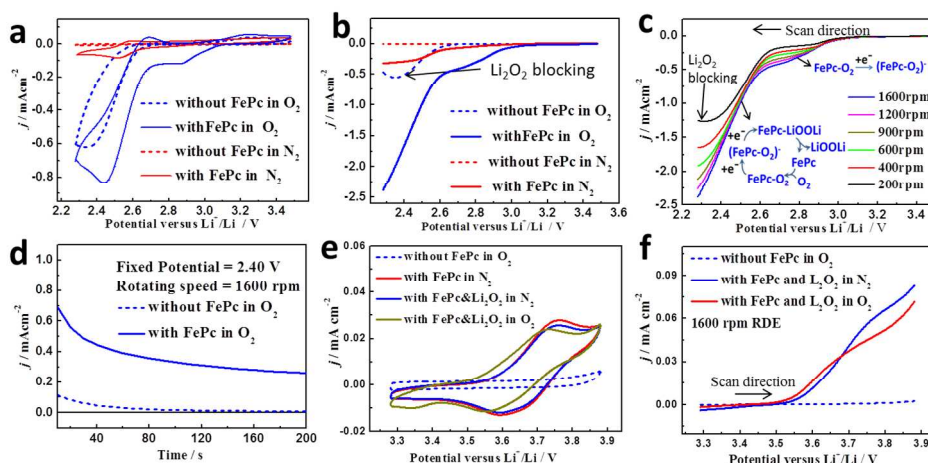 a
j / mAcm⁻²
0.0
-0.2
-0.4
-0.6
-0.8
without FePc in O₂
withFePc in O₂
without FePc in N₂
with FePc in N₂
2.2 2.4 2.6 2.8 3.0 3.2 3.4 3.6
Potential versus Li⁺/Li / V
b
j / mAcm⁻²
0.0
-0.5
-1.0
-1.5
-2.0
-2.5
Li₂O₂ blocking
without FePc in O₂
withFePc in O₂
without FePc in N₂
with FePc in N₂
2.2 2.4 2.6 2.8 3.0 3.2 3.4 3.6
Potential versus Li⁺/Li / V
c
j / mAcm⁻²
0.0
-0.5
-1.0
-1.5
-2.0
-2.5
Scan direction
Li₂O₂
blocking
FePc-O₂ +e⁻ (FePc-O₂)⁻
+e⁻ FePc-LiOOLi
LiOOLi
(FePc-O₂)⁻ FePc
+e⁻ FePc-O₂ O₂
1600rpm
1200rpm
900rpm
600rpm
400rpm
200rpm
2.1 2.4 2.7 3.0 3.3
Potential versus Li⁺/Li / V
d
j / mA cm⁻²
1.0
0.8
0.6
0.4
0.2
0.0
Fixed Potential = 2.40 V
Rotating speed = 1600 rpm
without FePc in O₂
with FePc in O₂
40 80 120 160 200
Time / s
e
j / mA cm⁻²
0.06
0.04
0.02
0.00
-0.02
without FePc in O₂
with FePc in N₂
with FePc&Li₂O₂ in N₂
with FePc&Li₂O₂ in O₂
3.3 3.4 3.5 3.6 3.7 3.8 3.9
Potential versus Li⁺/Li / V
f
j / mA cm⁻²
0.09
0.06
0.03
0.00
without FePc in O₂
with FePc and L₂O₂ in N₂
with FePc and L₂O₂ in O₂
1600 rpm RDE
Scan direction
3.3 3.4 3.5 3.6 3.7 3.8 3.9
Potential versus Li⁺/Li / V